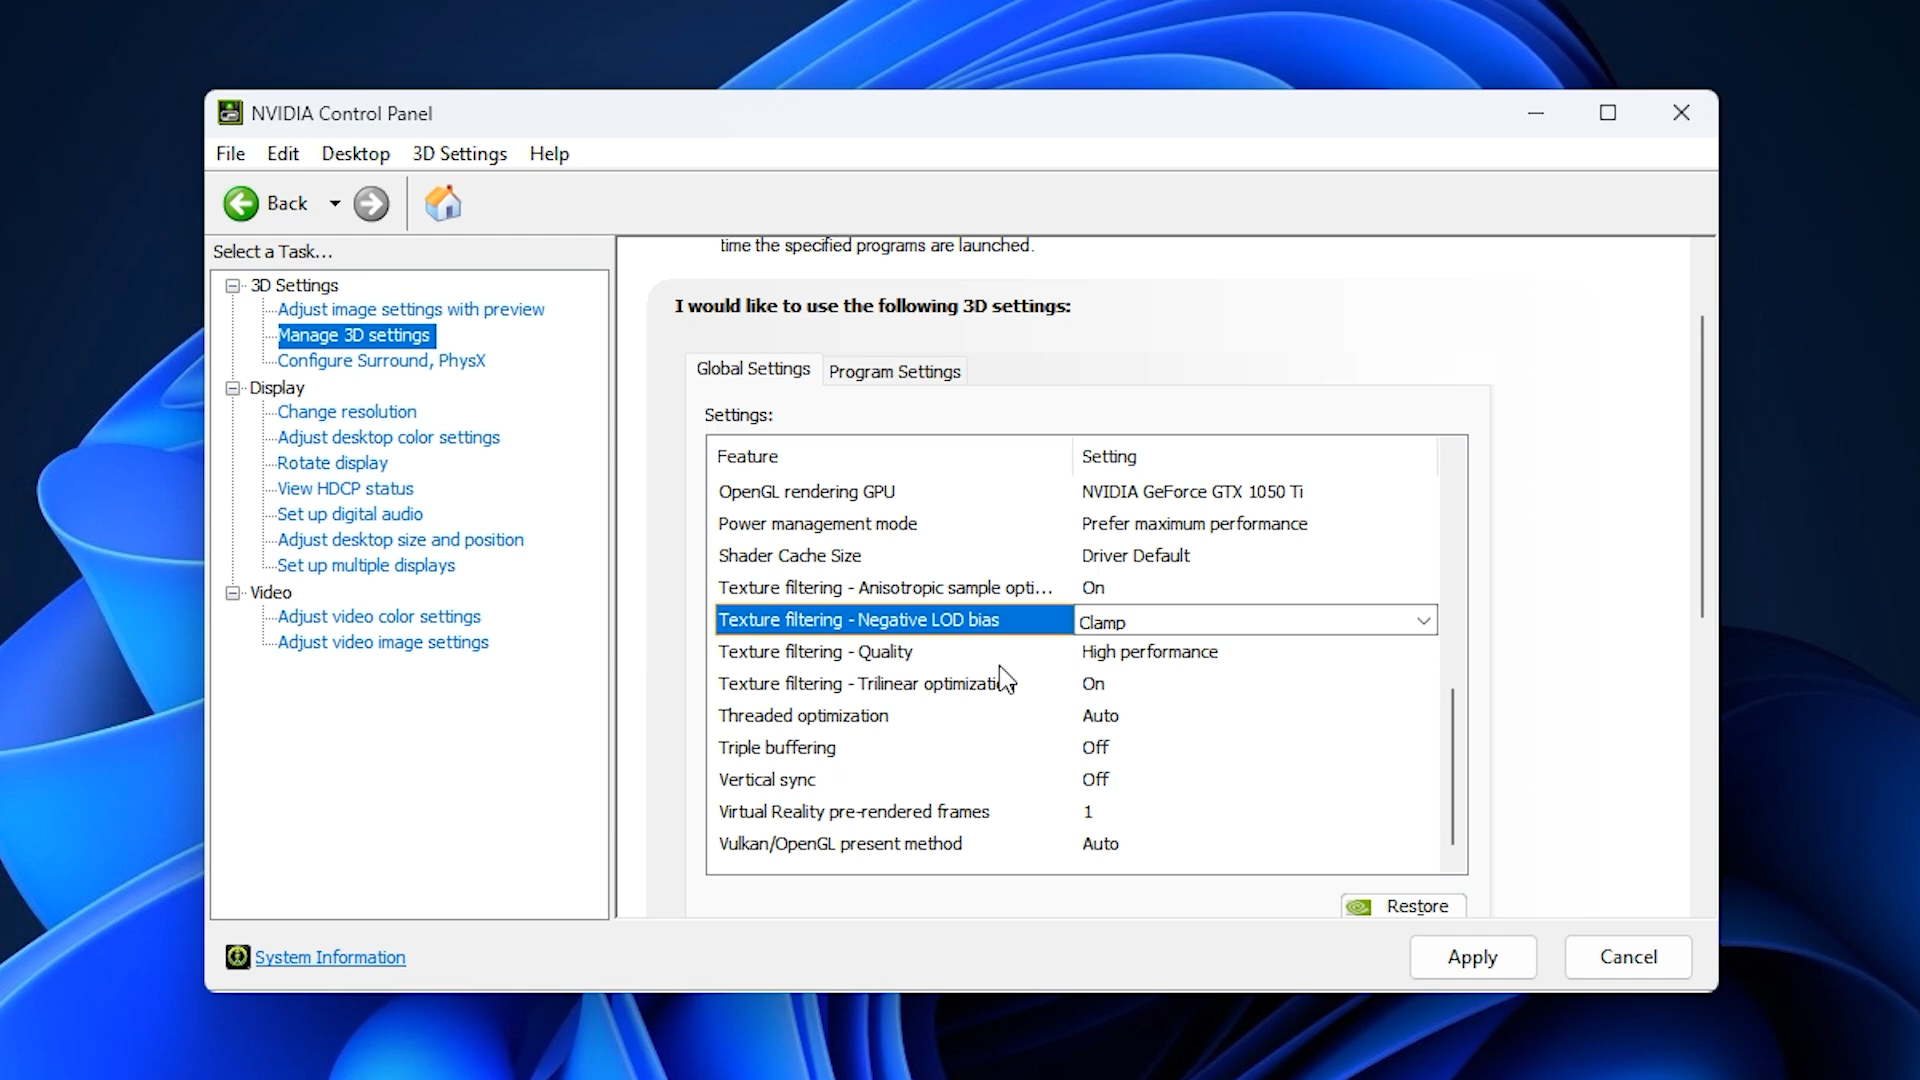 NVIDIA Control Panel
File Edit Desktop 3D Settings Help
Back
Select a Task...
3D Settings
Adjust image settings with preview
Manage 3D settings
Configure Surround, PhysX
Display
Change resolution
Adjust desktop color settings
Rotate display
View HDCP status
Set up digital audio
Adjust desktop size and position
Set up multiple displays
Video
Adjust video color settings
Adjust video image settings
time the specified programs are launched.
I would like to use the following 3D settings:
Global Settings Program Settings
Settings:
Feature Setting
OpenGL rendering GPU NVIDIA GeForce GTX 1050 Ti
Power management mode Prefer maximum performance
Shader Cache Size Driver Default
Texture filtering - Anisotropic sample opti... On
Texture filtering - Negative LOD bias Clamp
Texture filtering - Quality High performance
Texture filtering - Trilinear optimization On
Threaded optimization Auto
Triple buffering Off
Vertical sync Off
Virtual Reality pre-rendered frames 1
Vulkan/OpenGL present method Auto
Restore
System Information
Apply Cancel